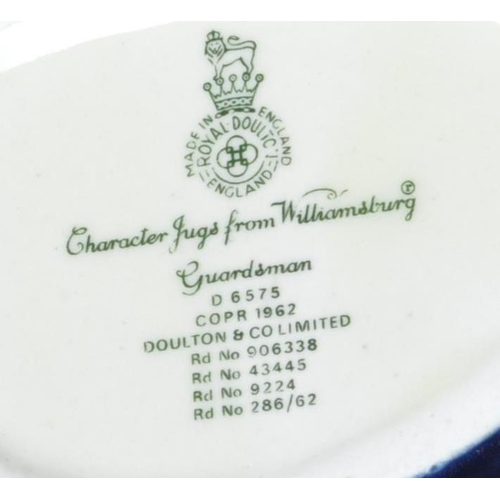 MADE IN ENGLAND
ROYAL DOULTON
ENGLAND
Character Jugs from Williamsburg ®
Guardsman
D 6575
COPR 1962
DOULTON & CO LIMITED
Rd No 906338
Rd No 43445
Rd No 9224
Rd No 286/62